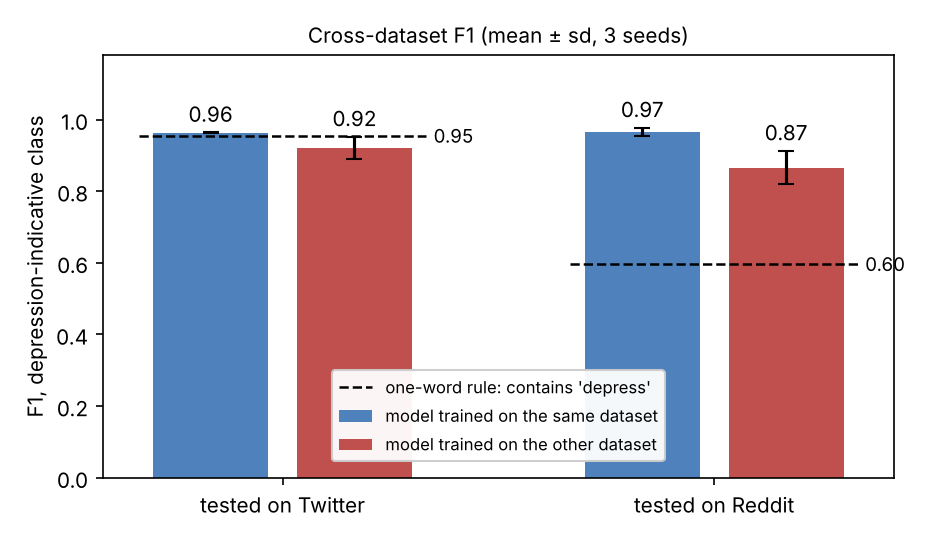 Cross-dataset F1 (mean ± sd, 3 seeds)
F1, depression-indicative class
1.0
0.8
0.6
0.4
0.2
0.0
0.96
0.92
0.95
0.97
0.87
0.60
one-word rule: contains 'depress'
model trained on the same dataset
model trained on the other dataset
tested on Twitter
tested on Reddit